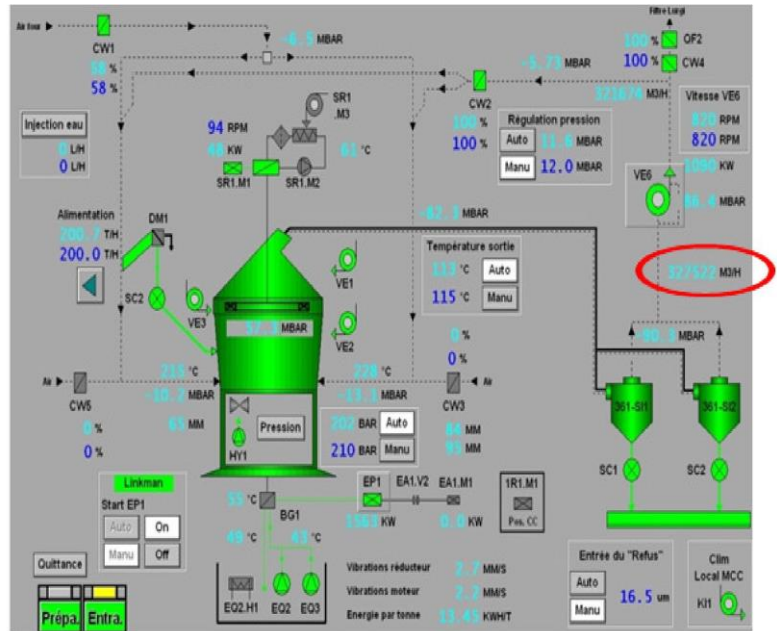 Filtre Lurgi
Air four
CW1
58 %
58 %
-6.5 MBAR
100 % OF2
100 % CW4
-5.73 MBAR
321674 M3/H
Vitesse VE6
820 RPM
820 RPM
CW2
100 %
100 %
Régulation pression
Auto 11.6 MBAR
Manu 12.0 MBAR
Injection eau
0 L/H
0 L/H
SR1
.M3
94 RPM
48 KW
61 °C
SR1.M1 SR1.M2
1090 KW
VE6
86.4 MBAR
Alimentation
200.7 T/H
200.0 T/H
DM1
SC2
-62.3 MBAR
Température sortie
113 °C Auto
115 °C Manu
327522 M3/H
VE1
VE3
VE2
57.3 MBAR
-90.3 MBAR
0 %
0 %
Air
CW5
0 %
0 %
215 °C
-10.2 MBAR
65 MM
228 °C
-13.1 MBAR
Air
CW3
84 MM
95 MM
361-SI1 361-SI2
HY1
Pression
202 BAR Auto
210 BAR Manu
SC1 SC2
Linkman
Start EP1
Auto On
Manu Off
55 °C
BG1
EP1 EA1.V2 EA1.M1
1563 KW 0.0 KW
1R1.M1
Pos. CC
49 °C 43 °C
Quittance
EQ2.H1 EQ2 EQ3
Vibrations réducteur 2.7 MM/S
Vibrations moteur 2.2 MM/S
Energie par tonne 13.45 KWH/T
Entrée du "Refus"
Auto
Manu
16.5 um
Clim
Local MCC
KI1
Prépa. Entra.